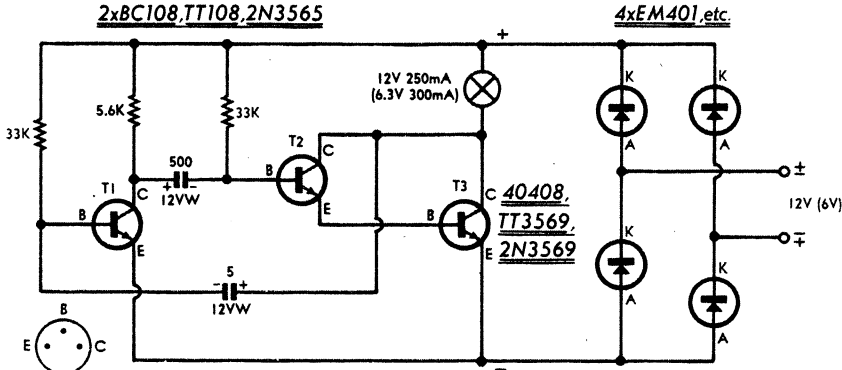 2xBC108,TT108,2N3565
4xEM401,etc.
+
12V 250mA
(6.3V 300mA)
K
K
5.6K
33K
33K
A
A
T2
500
B
C
+ -
12VW
T1
C
E
T3
C
B
B
E
E
40408,
TT3569,
2N3569
±
12V (6V)
∓
K
K
A
A
5
- +
12VW
B
E
C
-